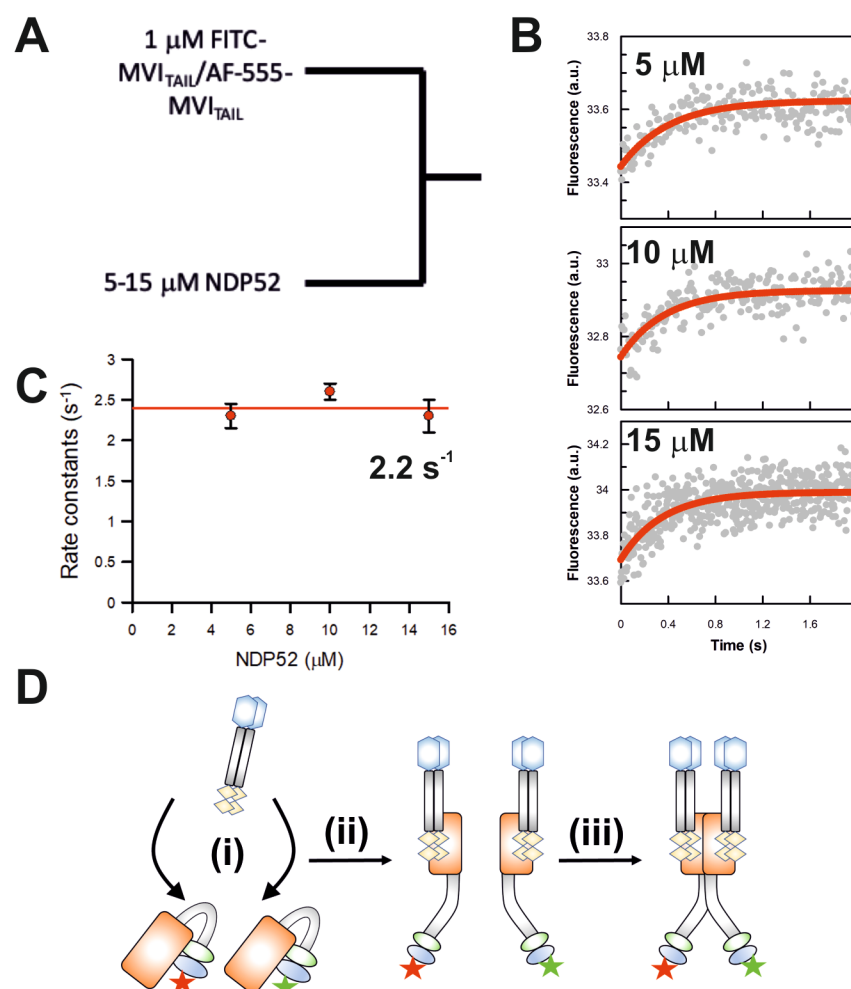 A
1 μM FITC-
MVITAIL/AF-555-
MVITAIL
5-15 μM NDP52
B
33.8
33.6
33.4
Fluorescence (a.u.)
5 μM
33
32.8
32.6
Fluorescence (a.u.)
10 μM
34.2
34
33.8
33.6
Fluorescence (a.u.)
15 μM
0 0.4 0.8 1.2 1.6
Time (s)
C
3
2.5
2
1.5
1
0.5
0
Rate constants (s-1)
2.2 s-1
0 2 4 6 8 10 12 14 16
NDP52 (μM)
D
(i)
(ii)
(iii)